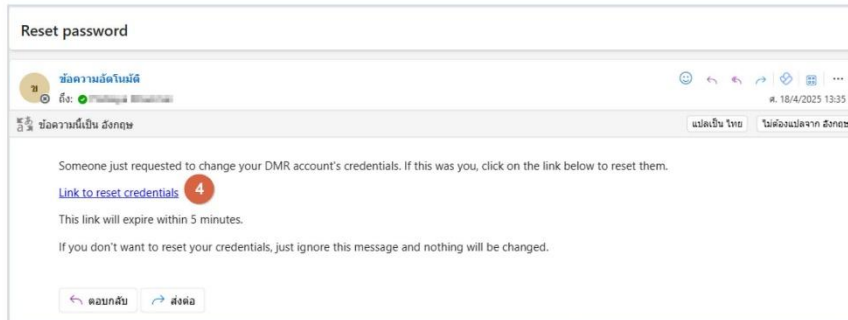 Reset password
ข
ข้อความอัตโนมัติ
ถึง:
ศ. 18/4/2025 13:35
ข้อความนี้เป็น อังกฤษ
แปลเป็น ไทย
ไม่ต้องแปลจาก อังกฤษ
Someone just requested to change your DMR account's credentials. If this was you, click on the link below to reset them.
Link to reset credentials 4
This link will expire within 5 minutes.
If you don't want to reset your credentials, just ignore this message and nothing will be changed.
ตอบกลับ ส่งต่อ